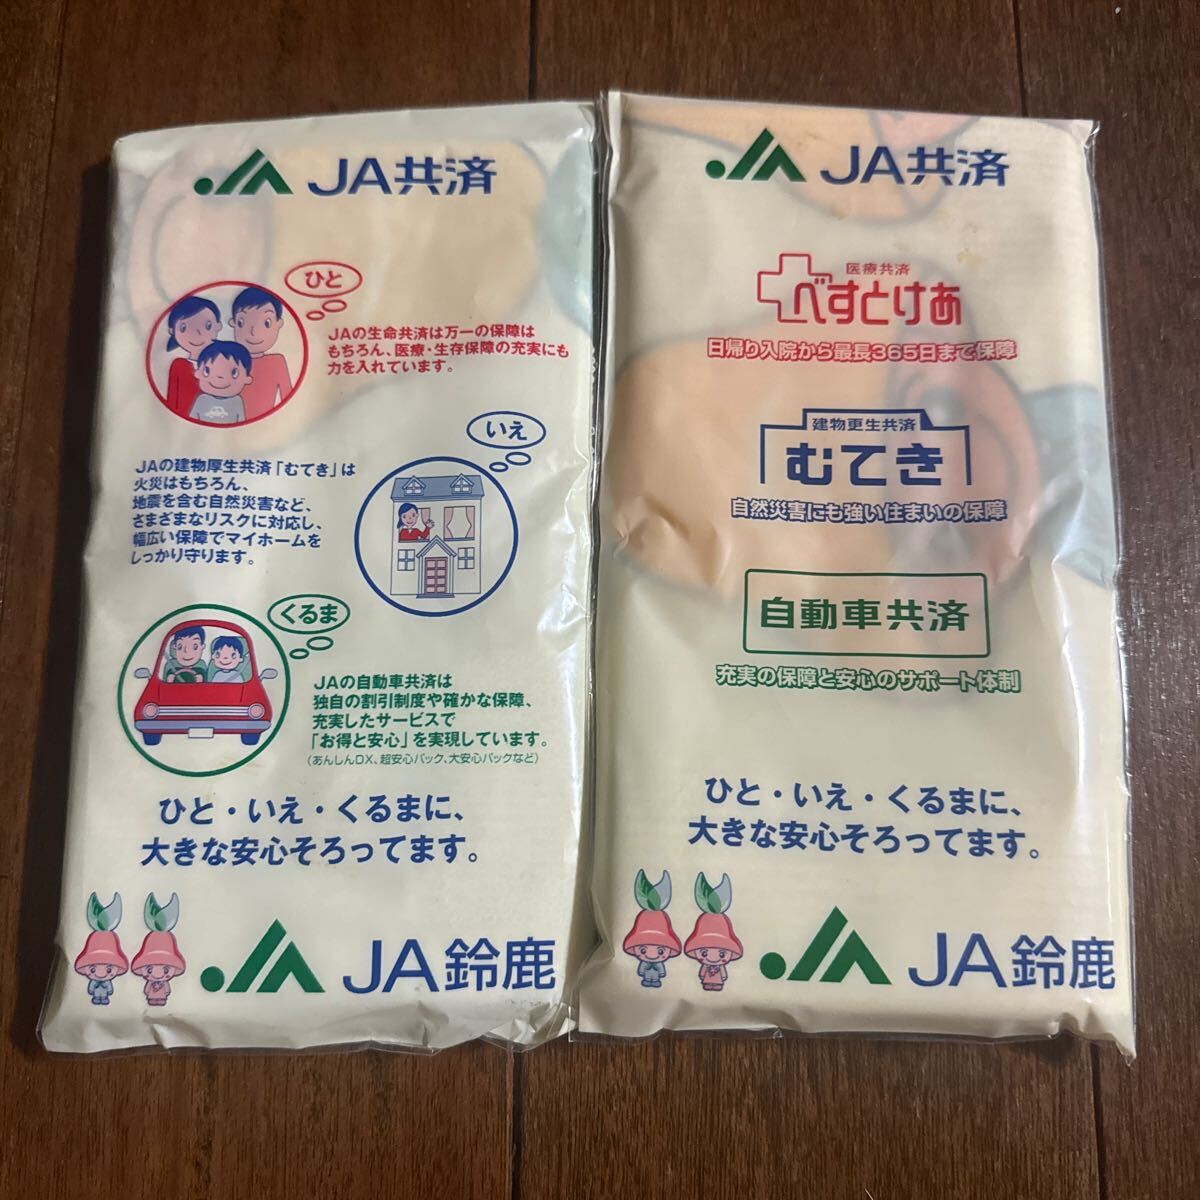 JA共済
ひと
JAの生命共済は万一の保障は
もちろん、医療・生存保障の充実にも
力を入れています。
いえ
JAの建物厚生共済「むてき」は
火災はもちろん、
地震を含む自然災害など、
さまざまなリスクに対応し、
幅広い保障でマイホームを
しっかり守ります。
くるま
JAの自動車共済は
独自の割引制度や確かな保障、
充実したサービスで
「お得と安心」を実現しています。
(あんしんDX、超安心パック、大安心パックなど)
ひと・いえ・くるまに、
大きな安心そろってます。
JA鈴鹿
JA共済
医療共済
べすとけあ
日帰り入院から最長365日まで保障
建物更生共済
むてき
自然災害にも強い住まいの保障
自動車共済
充実の保障と安心のサポート体制
ひと・いえ・くるまに、
大きな安心そろってます。
JA鈴鹿